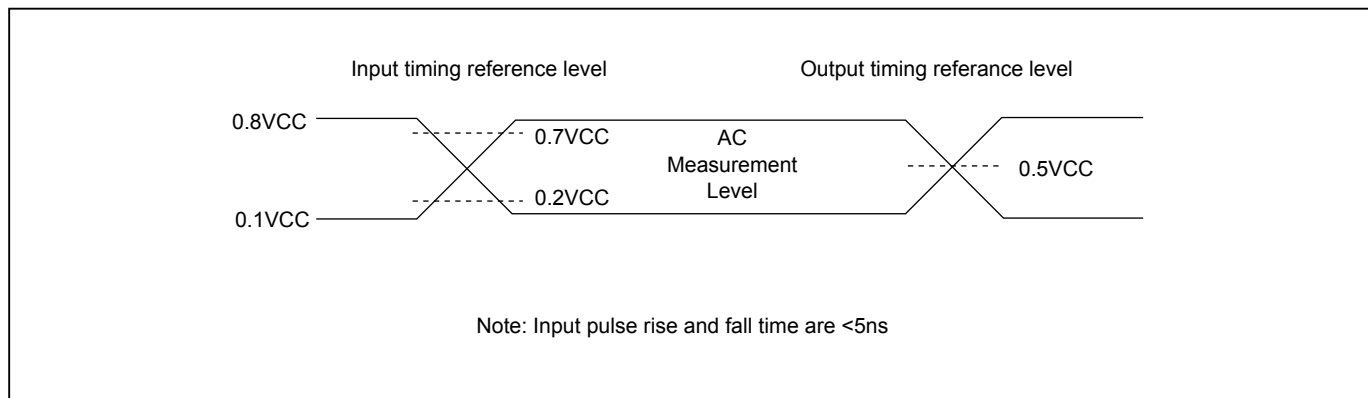 Input timing reference level
Output timing referance level
0.8VCC
0.7VCC
AC
Measurement
Level
0.5VCC
0.2VCC
0.1VCC
Note: Input pulse rise and fall time are <5ns